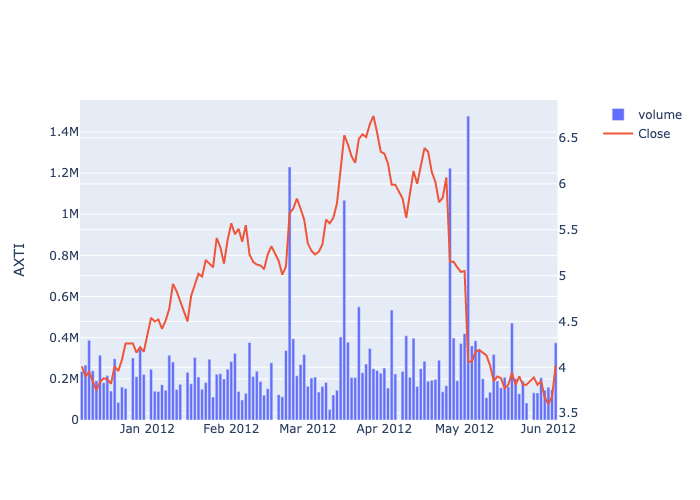 volume
Close
1.4M
1.2M
1M
0.8M
0.6M
0.4M
0.2M
0
AXTI
6.5
6
5.5
5
4.5
4
3.5
Jan 2012
Feb 2012
Mar 2012
Apr 2012
May 2012
Jun 2012